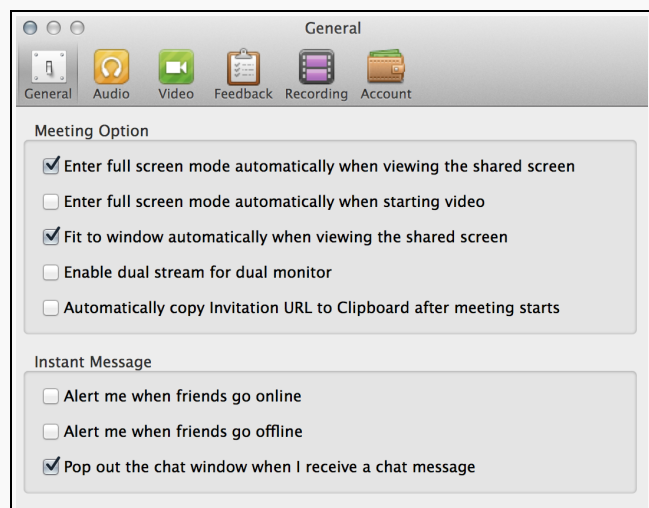 General
General Audio Video Feedback Recording Account
Meeting Option
Enter full screen mode automatically when viewing the shared screen
Enter full screen mode automatically when starting video
Fit to window automatically when viewing the shared screen
Enable dual stream for dual monitor
Automatically copy Invitation URL to Clipboard after meeting starts
Instant Message
Alert me when friends go online
Alert me when friends go offline
Pop out the chat window when I receive a chat message